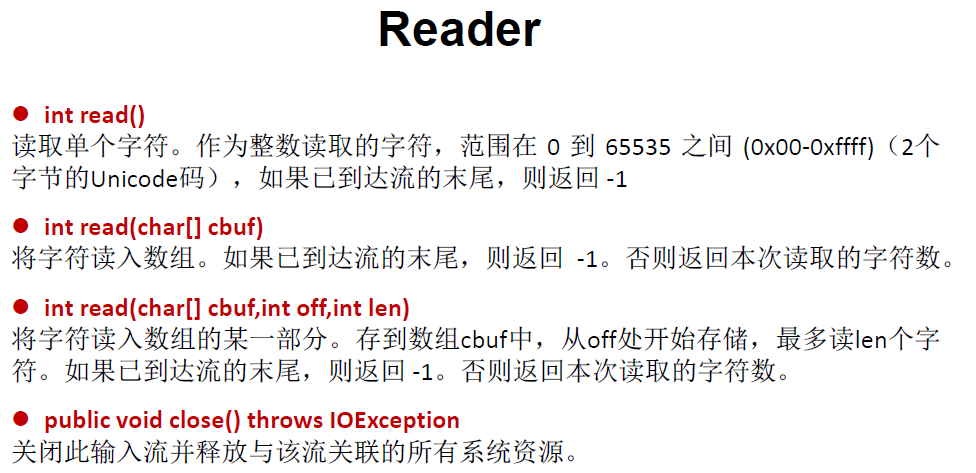 Reader
● int read()
读取单个字符。作为整数读取的字符，范围在 0 到 65535 之间 (0x00-0xffff)（2个
字节的Unicode码），如果已到达流的末尾，则返回 -1
● int read(char[] cbuf)
将字符读入数组。如果已到达流的末尾，则返回 -1。否则返回本次读取的字符数。
● int read(char[] cbuf,int off,int len)
将字符读入数组的某一部分。存到数组cbuf中，从off处开始存储，最多读len个字
符。如果已到达流的末尾，则返回 -1。否则返回本次读取的字符数。
● public void close() throws IOException
关闭此输入流并释放与该流关联的所有系统资源。